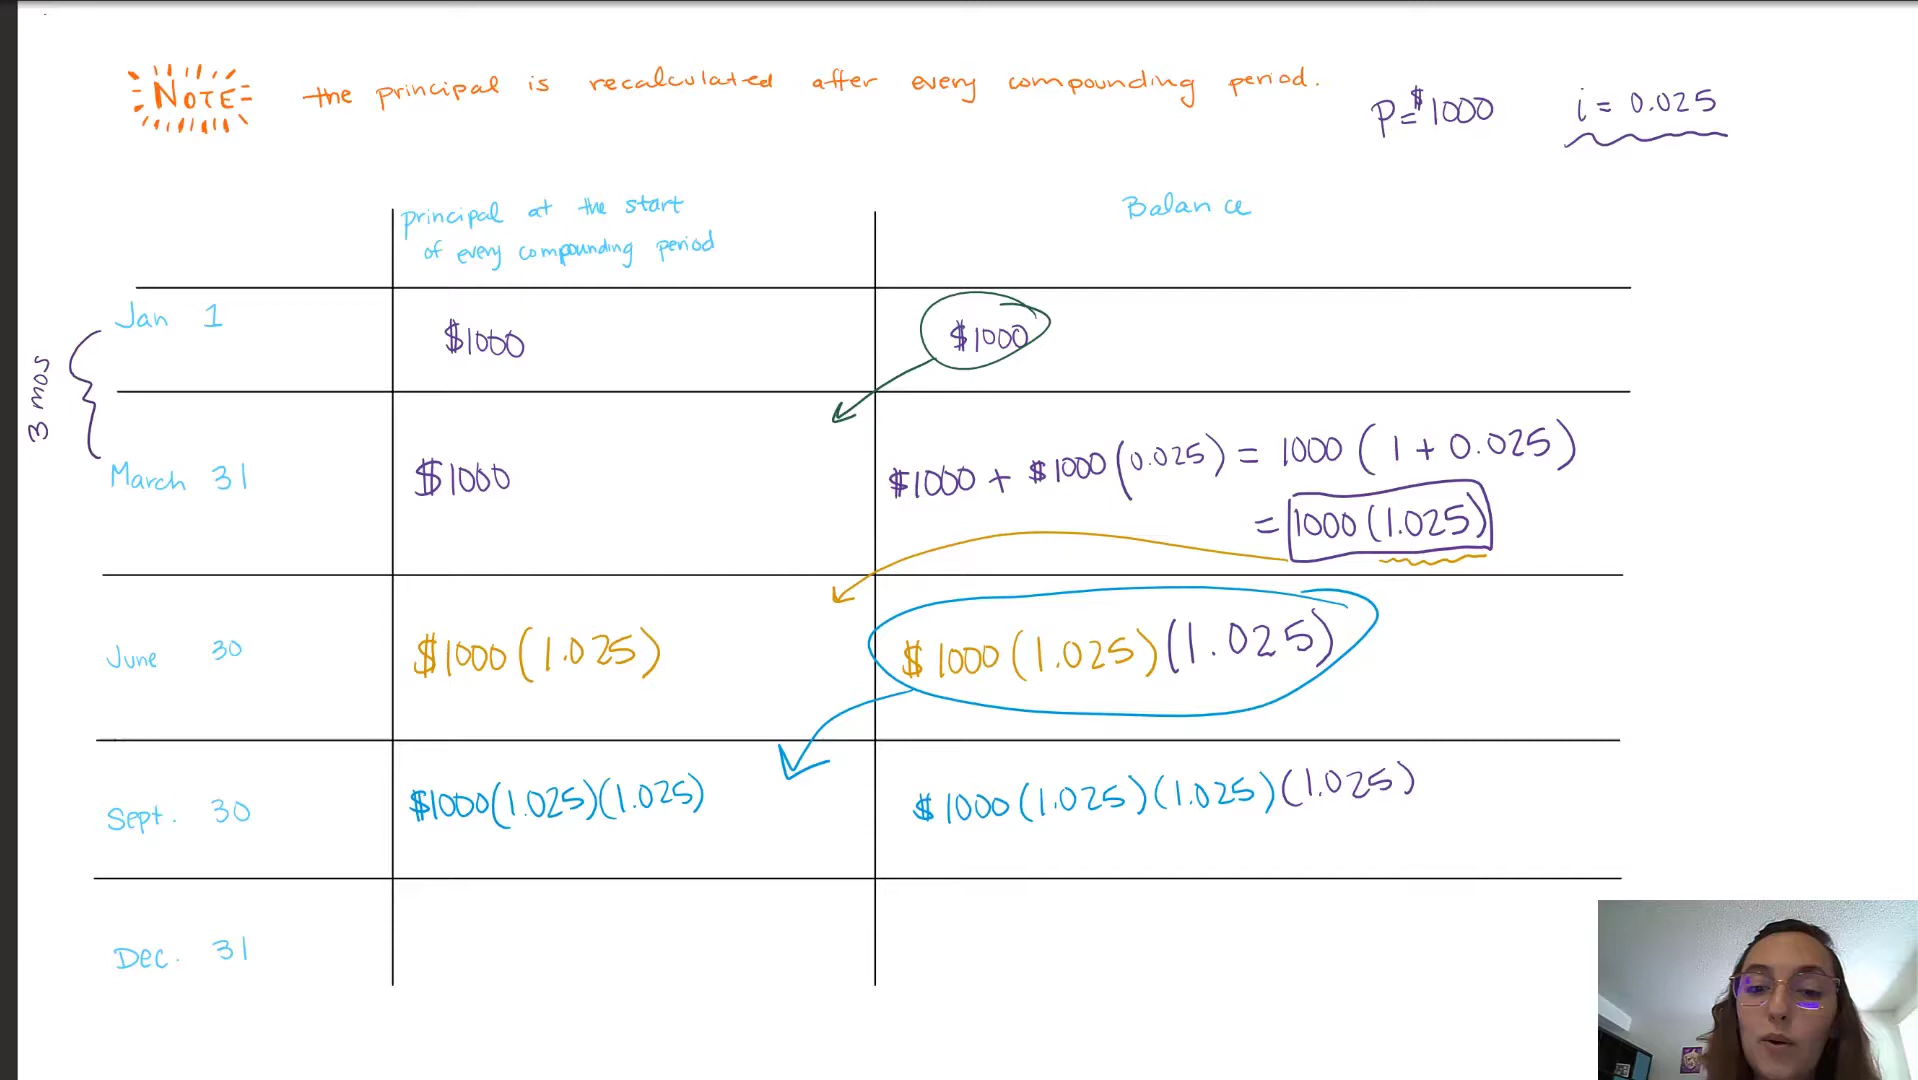 NOTE the principal is recalculated after every compounding period.
P=$1000 i = 0.025
principal at the start
of every compounding period
Balance
Jan 1 $1000 $1000
3 mos
March 31 $1000 $1000 + $1000(0.025) = 1000(1 + 0.025)
= 1000(1.025)
June 30 $1000(1.025) $1000(1.025)(1.025)
Sept. 30 $1000(1.025)(1.025) $1000(1.025)(1.025)(1.025)
Dec. 31